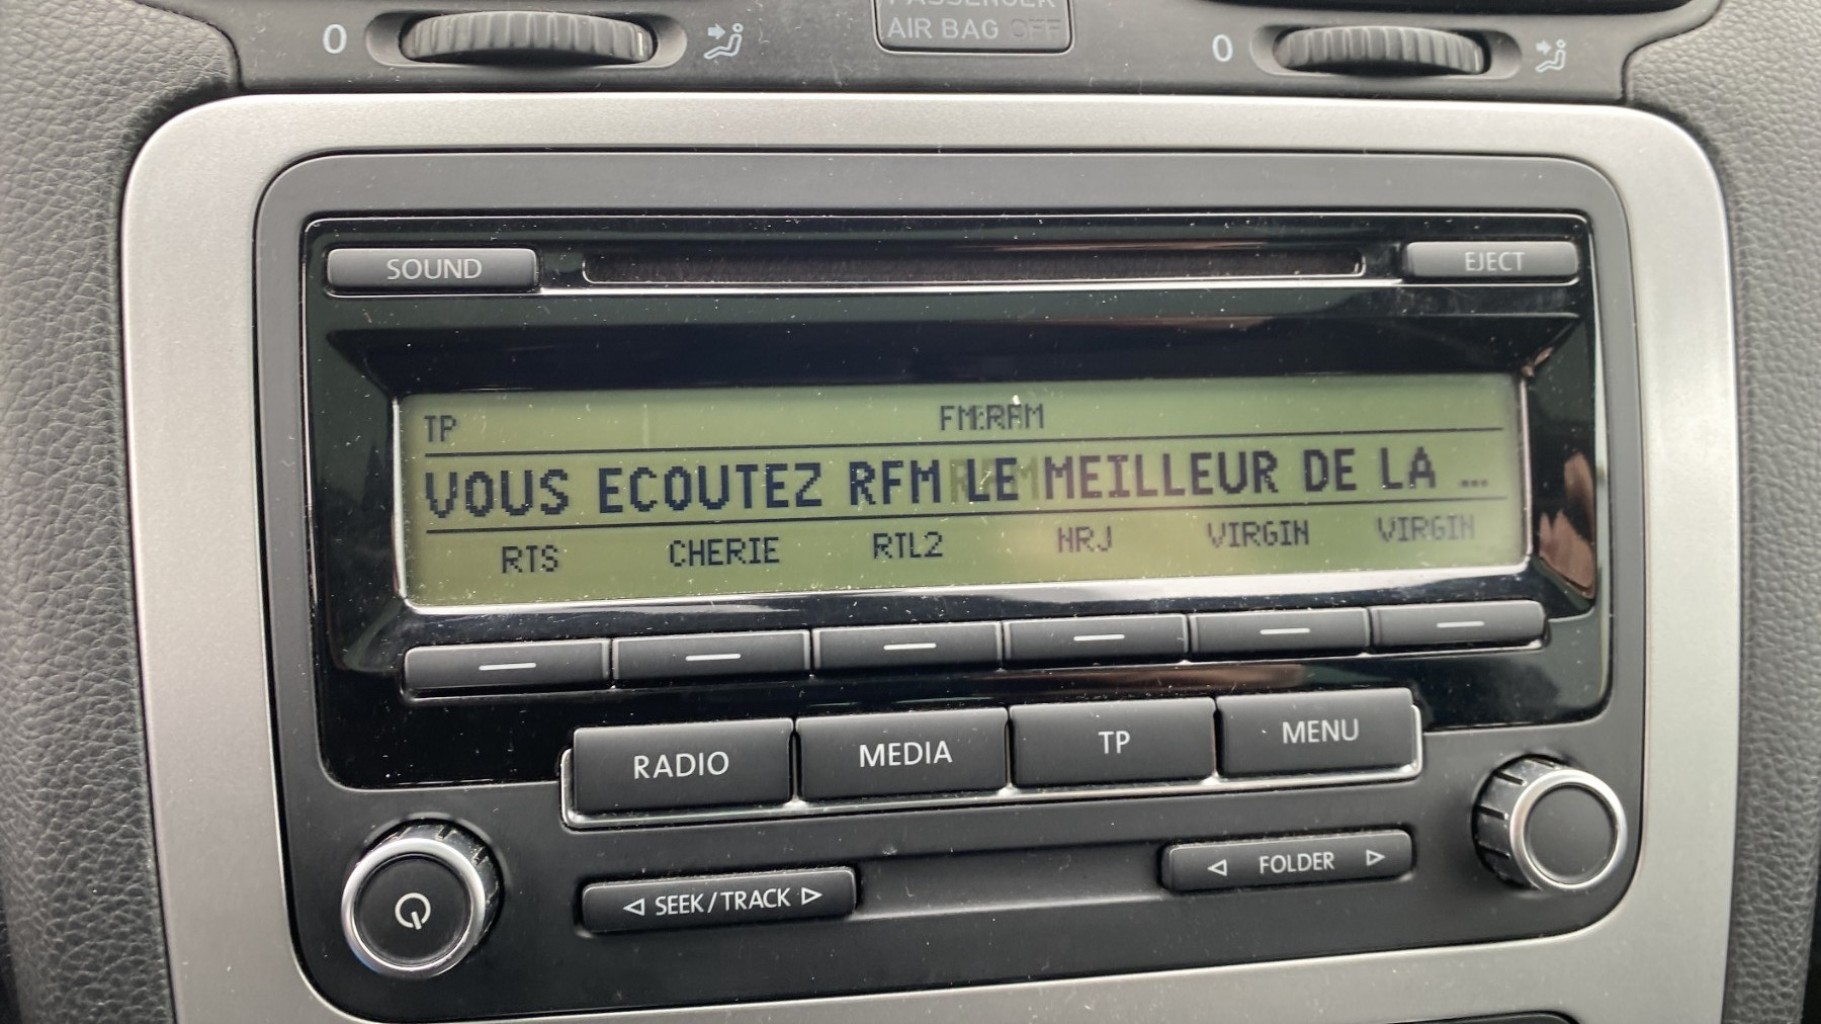 PASSENGER
0 AIR BAG OFF 0
SOUND EJECT
TP FM:RFM
VOUS ECOUTEZ RFM LE MEILLEUR DE LA ...
RTS CHERIE RTL2 NRJ VIRGIN VIRGIN
RADIO MEDIA TP MENU
SEEK/TRACK FOLDER